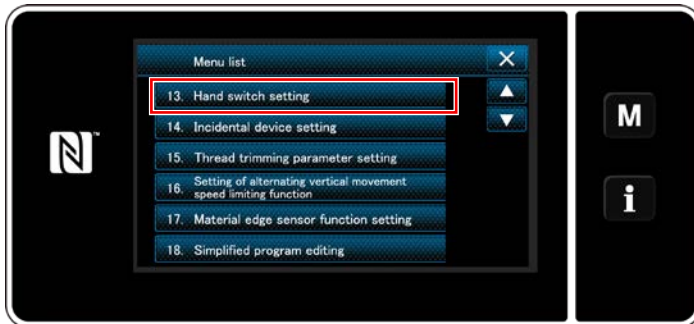 Menu list
13. Hand switch setting
14. Incidental device setting
15. Thread trimming parameter setting
16. Setting of alternating vertical movement
speed limiting function
17. Material edge sensor function setting
18. Simplified program editing
M
i